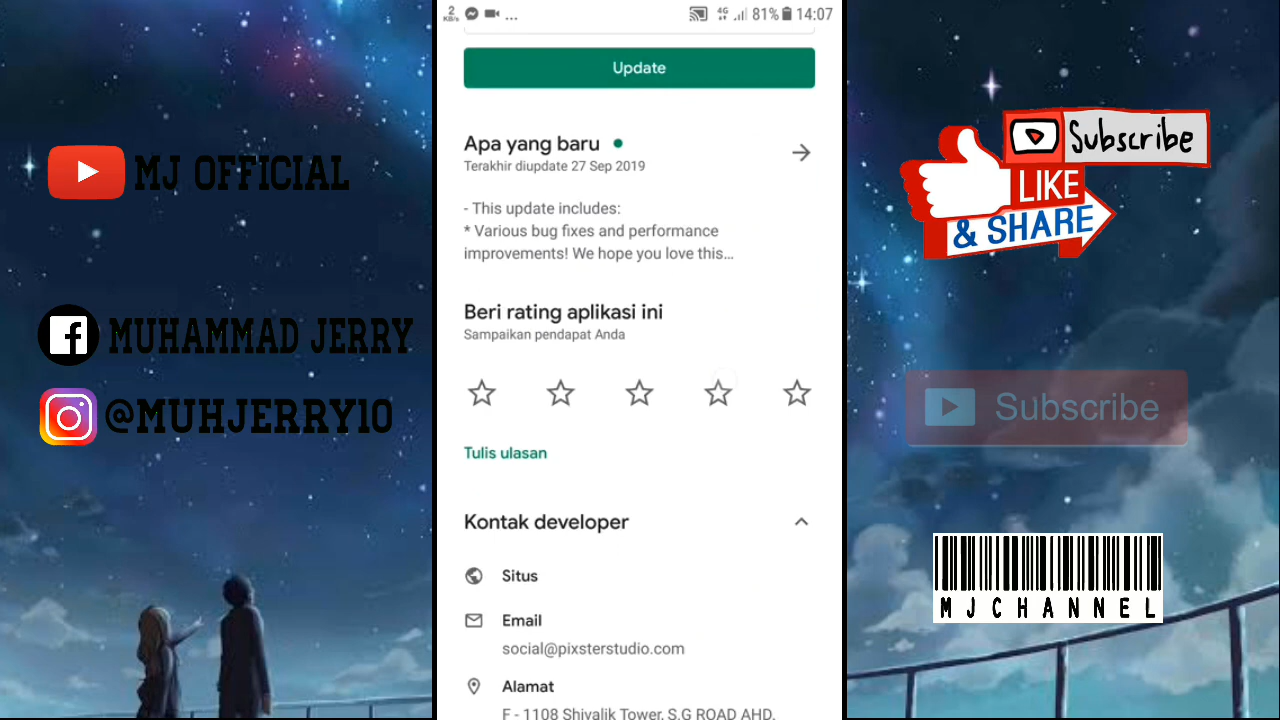 MJ OFFICIAL
MUHAMMAD JERRY
@MUHJERRY10
2
KB/s
...
4G
81%
14:07
Update
Apa yang baru
Terakhir diupdate 27 Sep 2019
- This update includes:
* Various bug fixes and performance
improvements! We hope you love this...
Beri rating aplikasi ini
Sampaikan pendapat Anda
Tulis ulasan
Kontak developer
Situs
Email
social@pixsterstudio.com
Alamat
F - 1108 Shivalik Tower, S.G ROAD AHD,
Subscribe
LIKE
& SHARE
Subscribe
MJCHANNEL